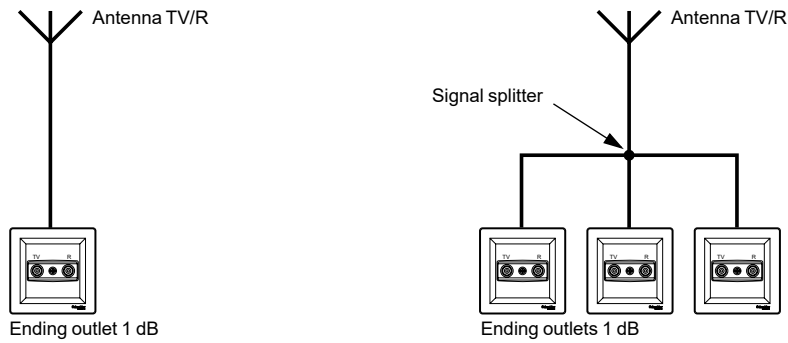 Antenna TV/R
Antenna TV/R
Signal splitter
TV R
TV R
TV R
TV R
Ending outlet 1 dB
Ending outlets 1 dB